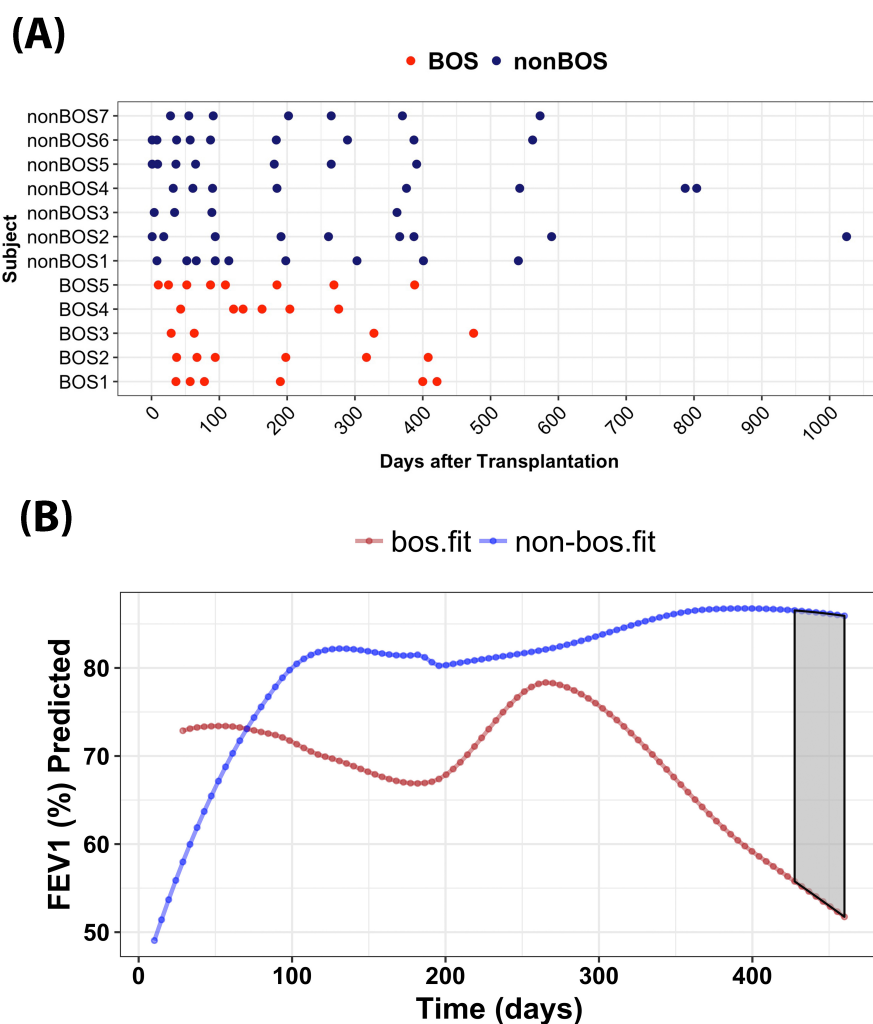 (A)
BOS nonBOS
nonBOS7
nonBOS6
nonBOS5
nonBOS4
nonBOS3
nonBOS2
nonBOS1
BOS5
BOS4
BOS3
BOS2
BOS1
Subject
0 100 200 300 400 500 600 700 800 900 1000
Days after Transplantation
(B)
bos.fit non-bos.fit
80
70
60
50
FEV1 (%) Predicted
0 100 200 300 400
Time (days)